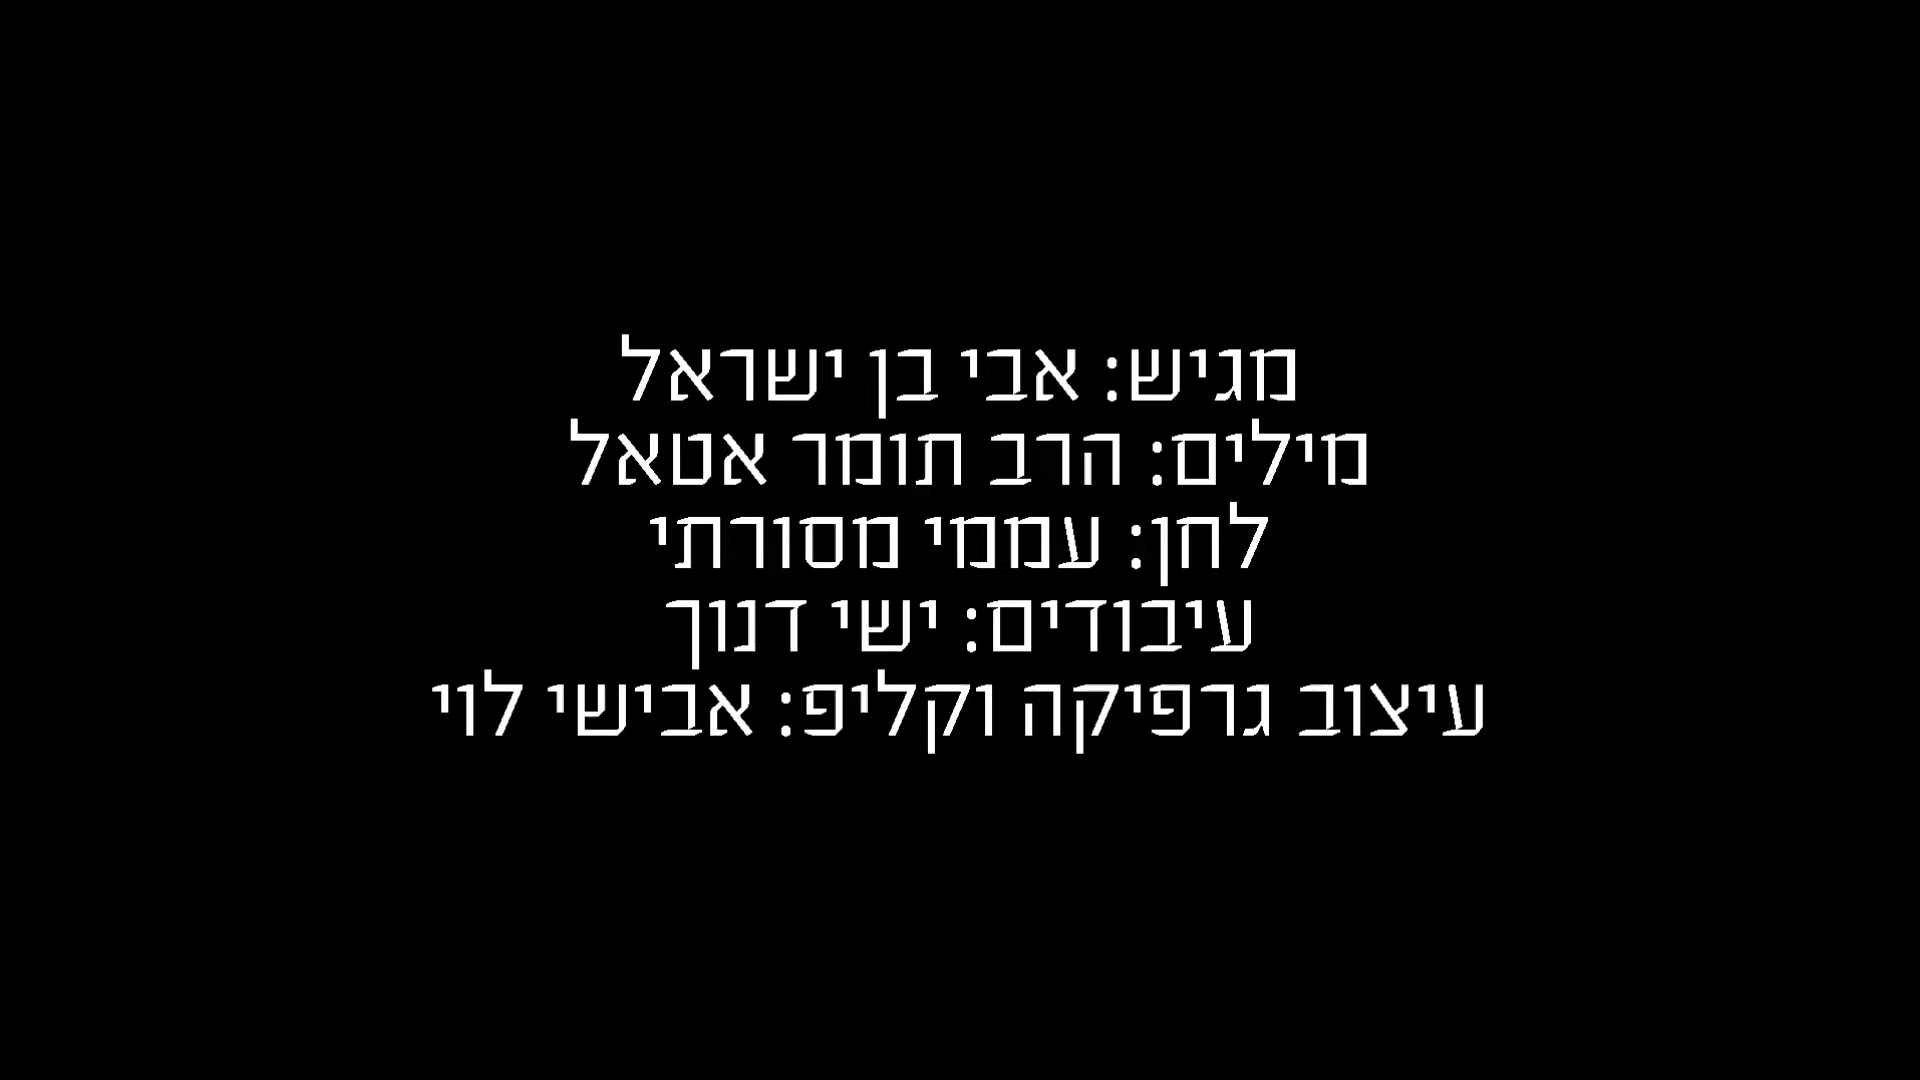 מגיש: אבי בן ישראל
מילים: הרב תומר אטאל
לחן: עממי מסורתי
עיבודים: ישי דנוך
עיצוב גרפיקה וקליפ: אבישי לוי